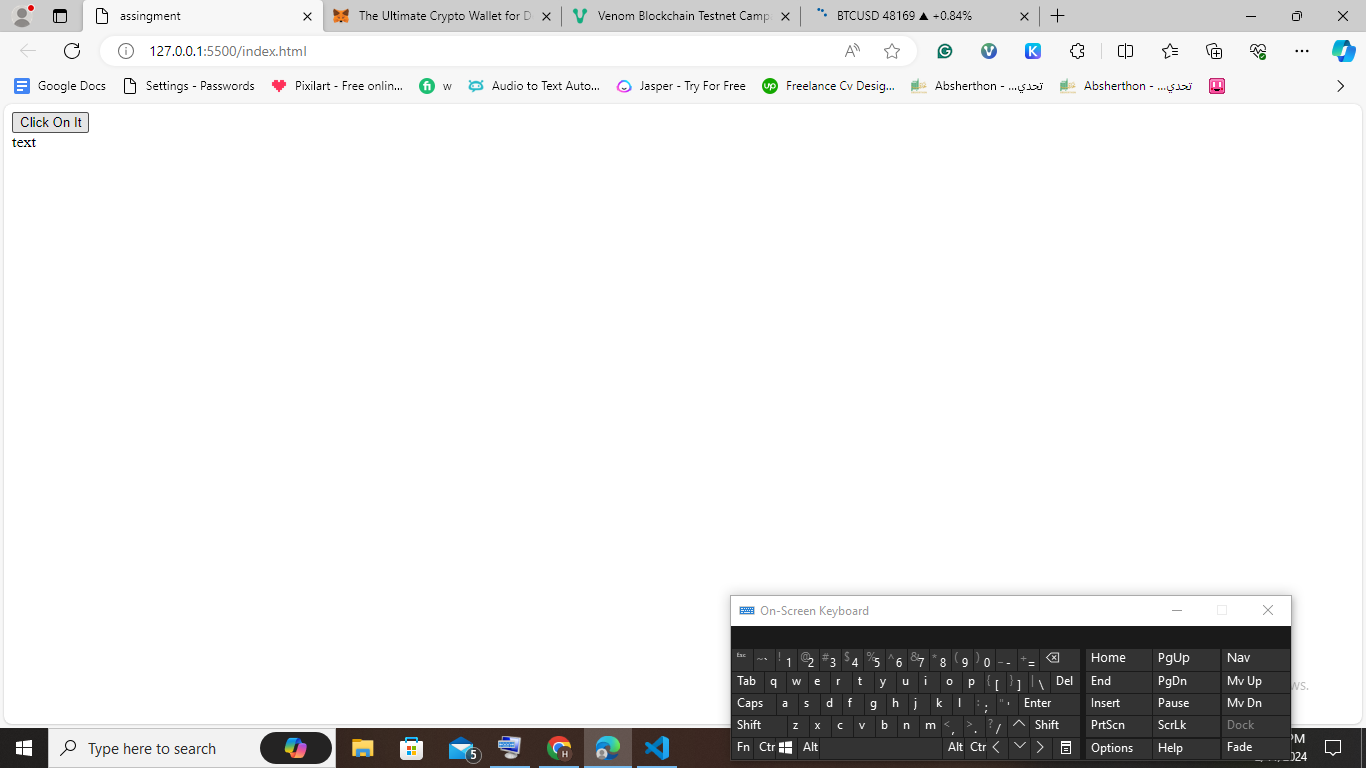 assingment
The Ultimate Crypto Wallet for D
Venom Blockchain Testnet Camp
BTCUSD 48169 ▲ +0.84%
127.0.0.1:5500/index.html
Google Docs
Settings - Passwords
Pixilart - Free onlin...
w
Audio to Text Auto...
Jasper - Try For Free
Freelance Cv Desig...
Absherthon - ...تحدي
Absherthon - ...تحدي
Click On It
text
On-Screen Keyboard
Esc ~ ` ! 1 @ 2 # 3 $ 4 % 5 ^ 6 & 7 * 8 ( 9 ) 0 _ - + = Home PgUp Nav
Tab q w e r t y u i o p { [ } ] | \ Del End PgDn Mv Up
Caps a s d f g h j k l : ; " ' Enter Insert Pause Mv Dn
Shift z x c v b n m < , > . ? / Shift PrtScn ScrLk Dock
Fn Ctr Alt Alt Ctr Options Help Fade
ws.
Type here to search
5
H
PM
2024